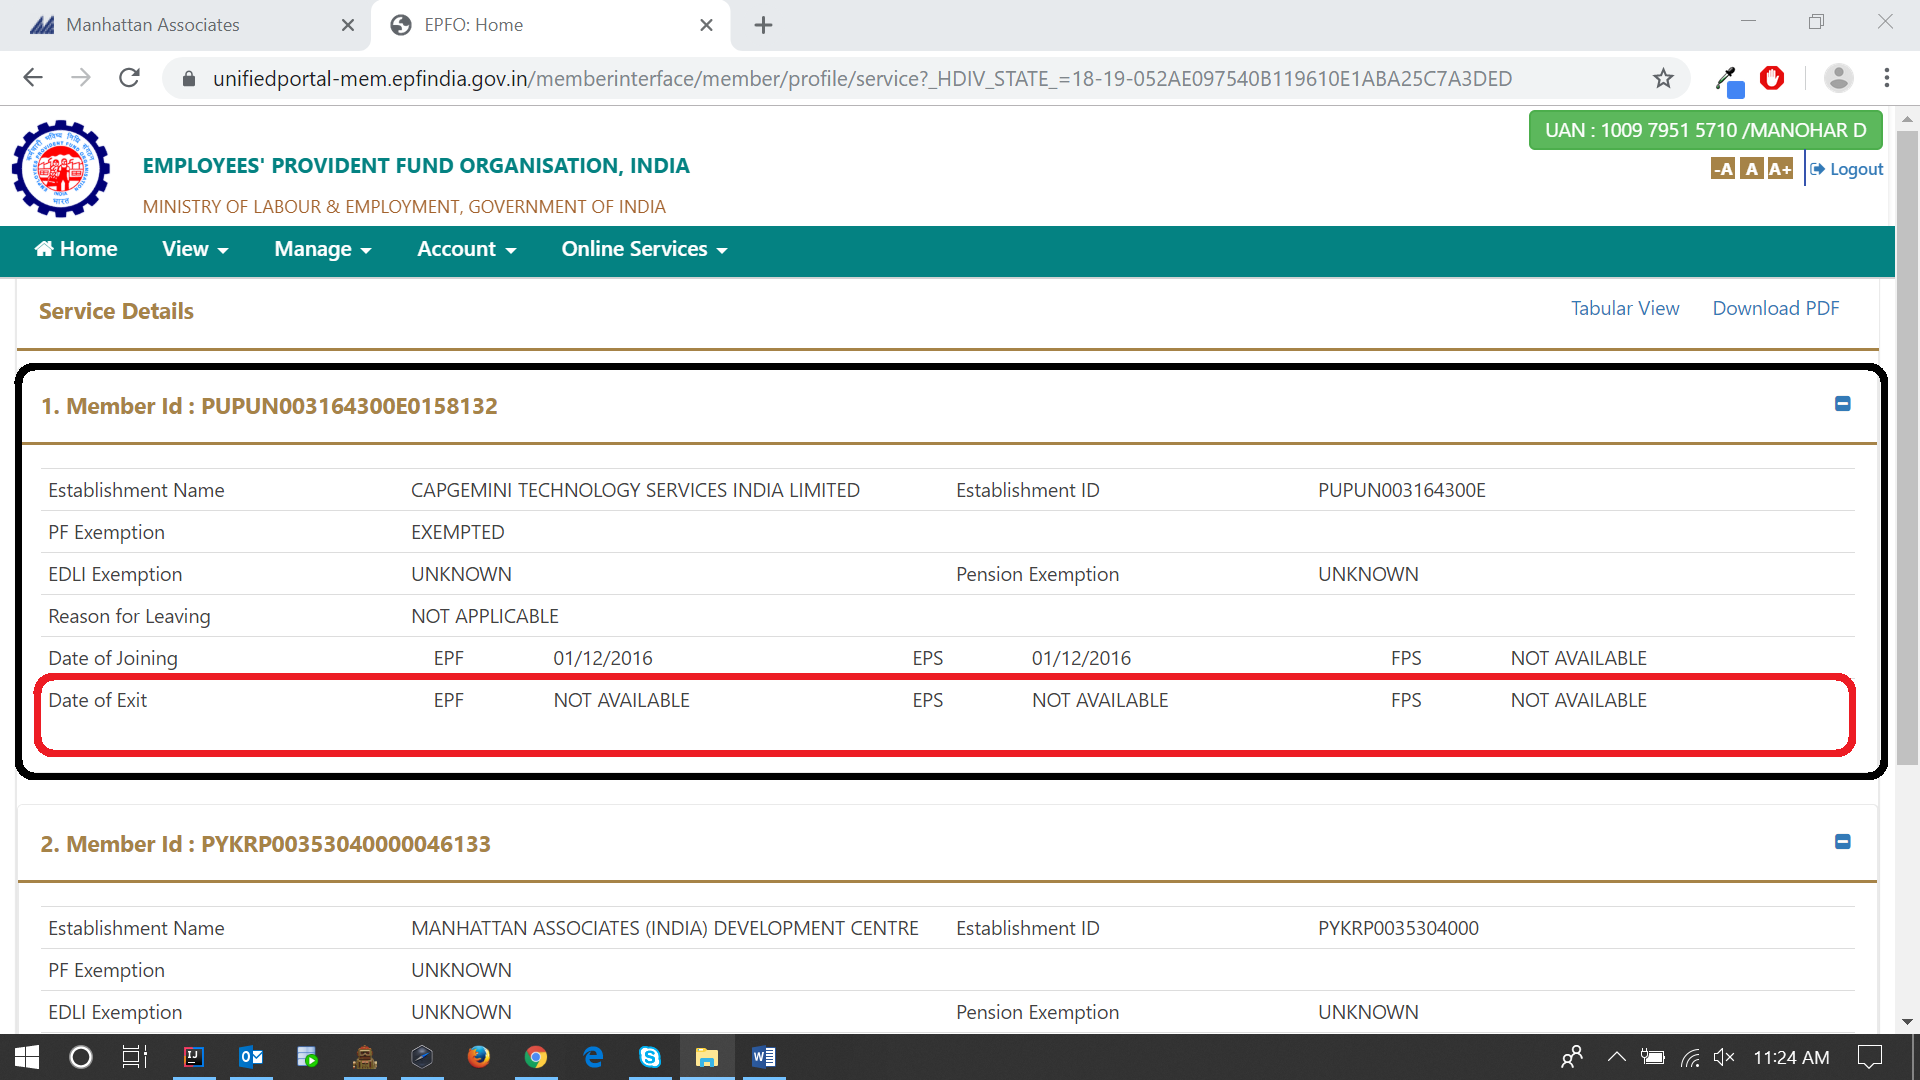 Manhattan Associates
EPFO: Home
unifiedportal-mem.epfindia.gov.in/memberinterface/member/profile/service?_HDIV_STATE_=18-19-052AE097540B119610E1ABA25C7A3DED
UAN : 1009 7951 5710 /MANOHAR D
EMPLOYEES' PROVIDENT FUND ORGANISATION, INDIA
-A A A+ Logout
MINISTRY OF LABOUR & EMPLOYMENT, GOVERNMENT OF INDIA
Home View Manage Account Online Services
Service Details Tabular View Download PDF
1. Member Id : PUPUN003164300E0158132
Establishment Name CAPGEMINI TECHNOLOGY SERVICES INDIA LIMITED Establishment ID PUPUN003164300E
PF Exemption EXEMPTED
EDLI Exemption UNKNOWN Pension Exemption UNKNOWN
Reason for Leaving NOT APPLICABLE
Date of Joining EPF 01/12/2016 EPS 01/12/2016 FPS NOT AVAILABLE
Date of Exit EPF NOT AVAILABLE EPS NOT AVAILABLE FPS NOT AVAILABLE
2. Member Id : PYKRP00353040000046133
Establishment Name MANHATTAN ASSOCIATES (INDIA) DEVELOPMENT CENTRE Establishment ID PYKRP0035304000
PF Exemption UNKNOWN
EDLI Exemption UNKNOWN Pension Exemption UNKNOWN
11:24 AM